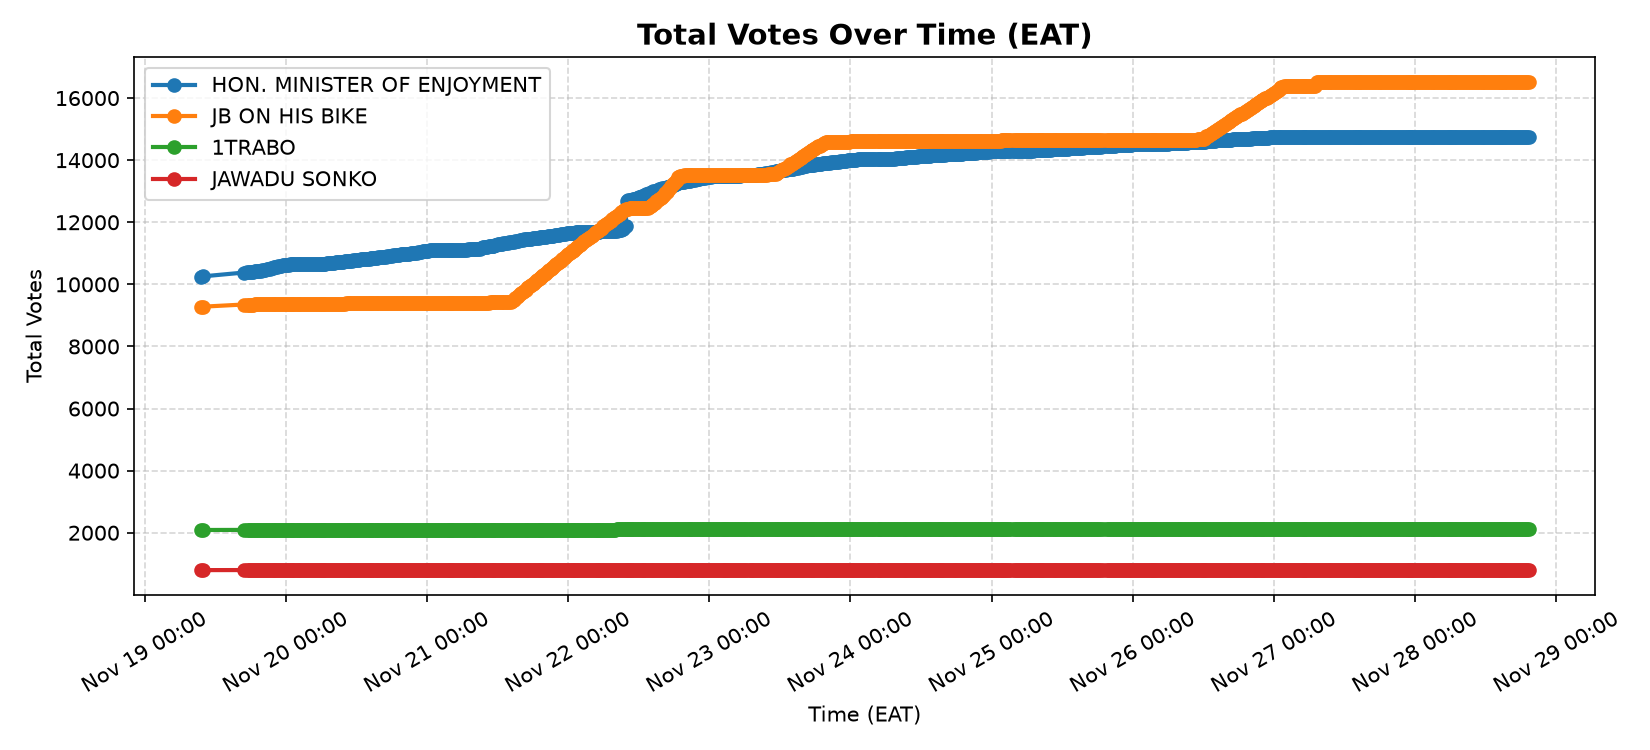 Total Votes Over Time (EAT)
HON. MINISTER OF ENJOYMENT
JB ON HIS BIKE
1TRABO
JAWADU SONKO
Total Votes
16000
14000
12000
10000
8000
6000
4000
2000
Nov 19 00:00
Nov 20 00:00
Nov 21 00:00
Nov 22 00:00
Nov 23 00:00
Nov 24 00:00
Nov 25 00:00
Nov 26 00:00
Nov 27 00:00
Nov 28 00:00
Nov 29 00:00
Time (EAT)